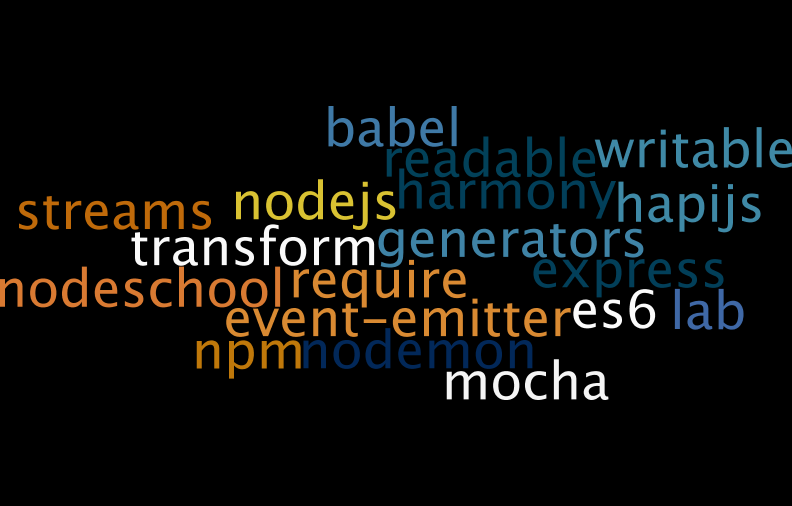 babel
readable
writable
harmony
nodejs
hapijs
streams
generators
transform
express
require
nodeschool
es6
lab
event-emitter
npm
nodemon
mocha